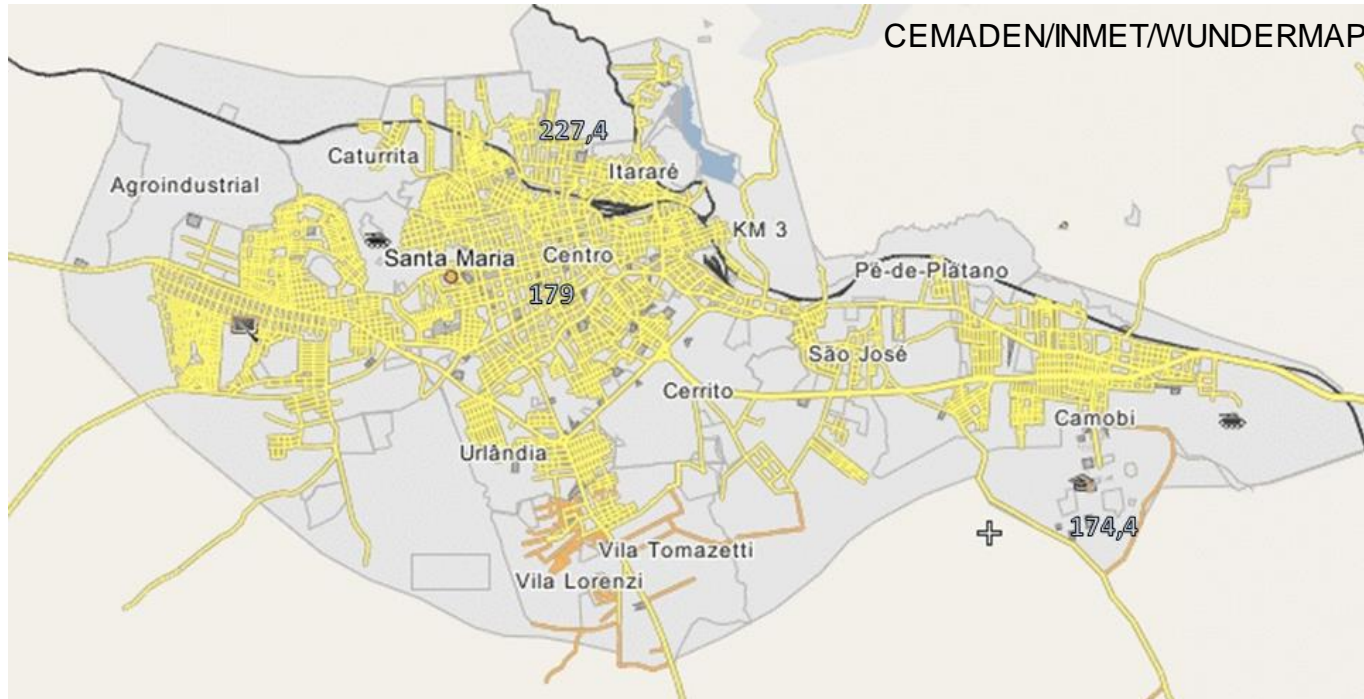 CEMADEN/INMET/WUNDERMAP
227,4
Caturrita
Itararé
Agroindustrial
KM 3
Santa Maria
Centro
Pé-de-Plátano
179
São José
Cerrito
Camobi
Urlândia
174,4
Vila Tomazetti
Vila Lorenzi